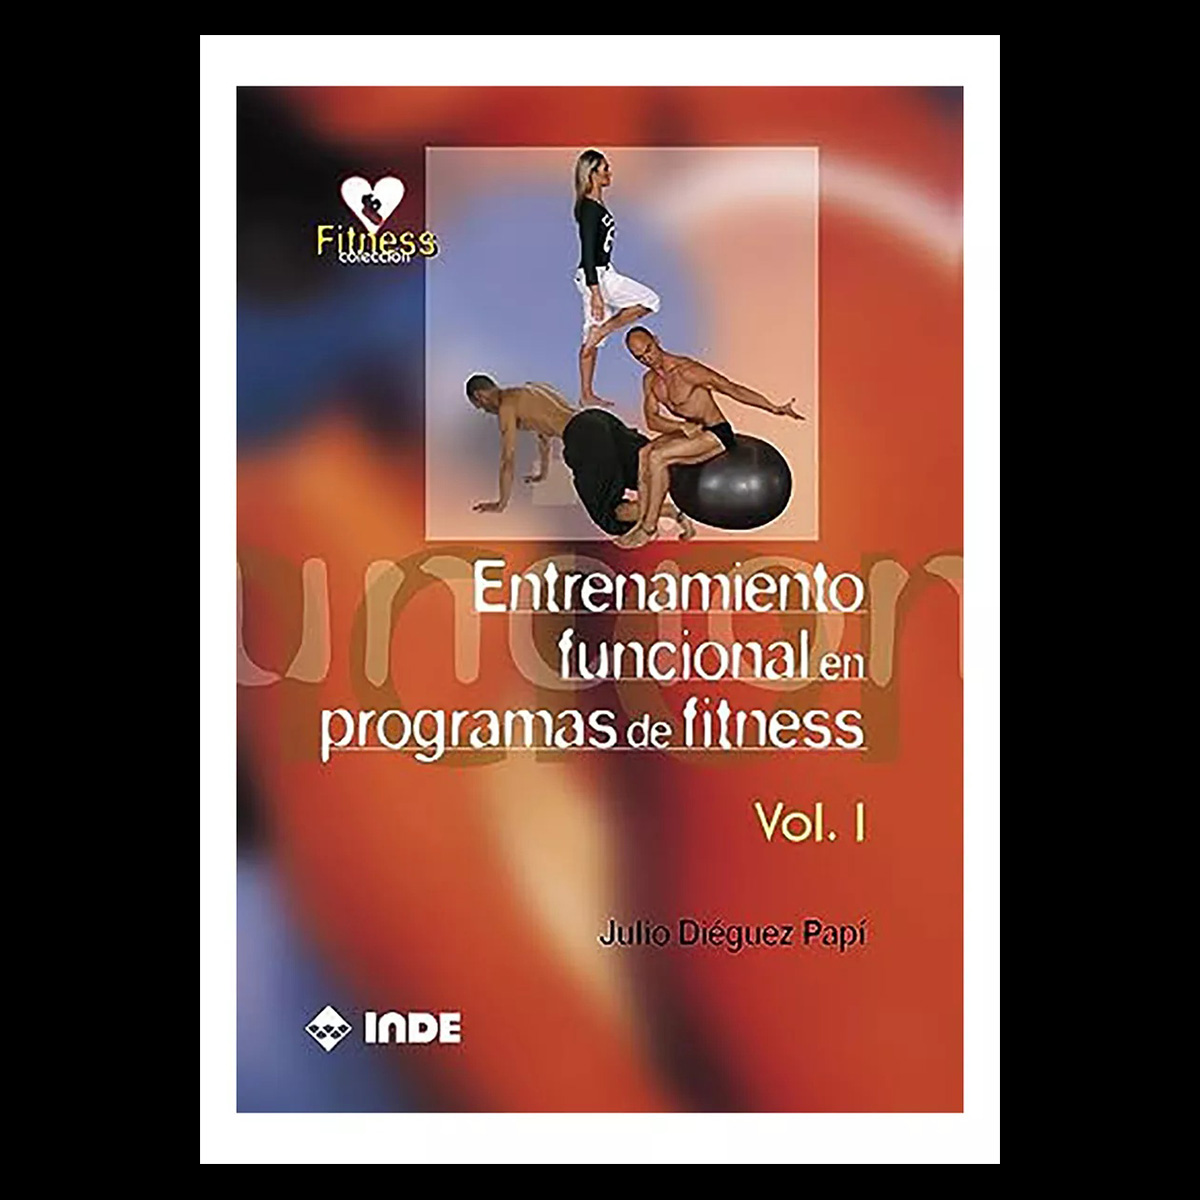 Fitness
colección
Entrenamiento
funcional en
programas de fitness
Vol. I
Julio Diéguez Papí
INDE